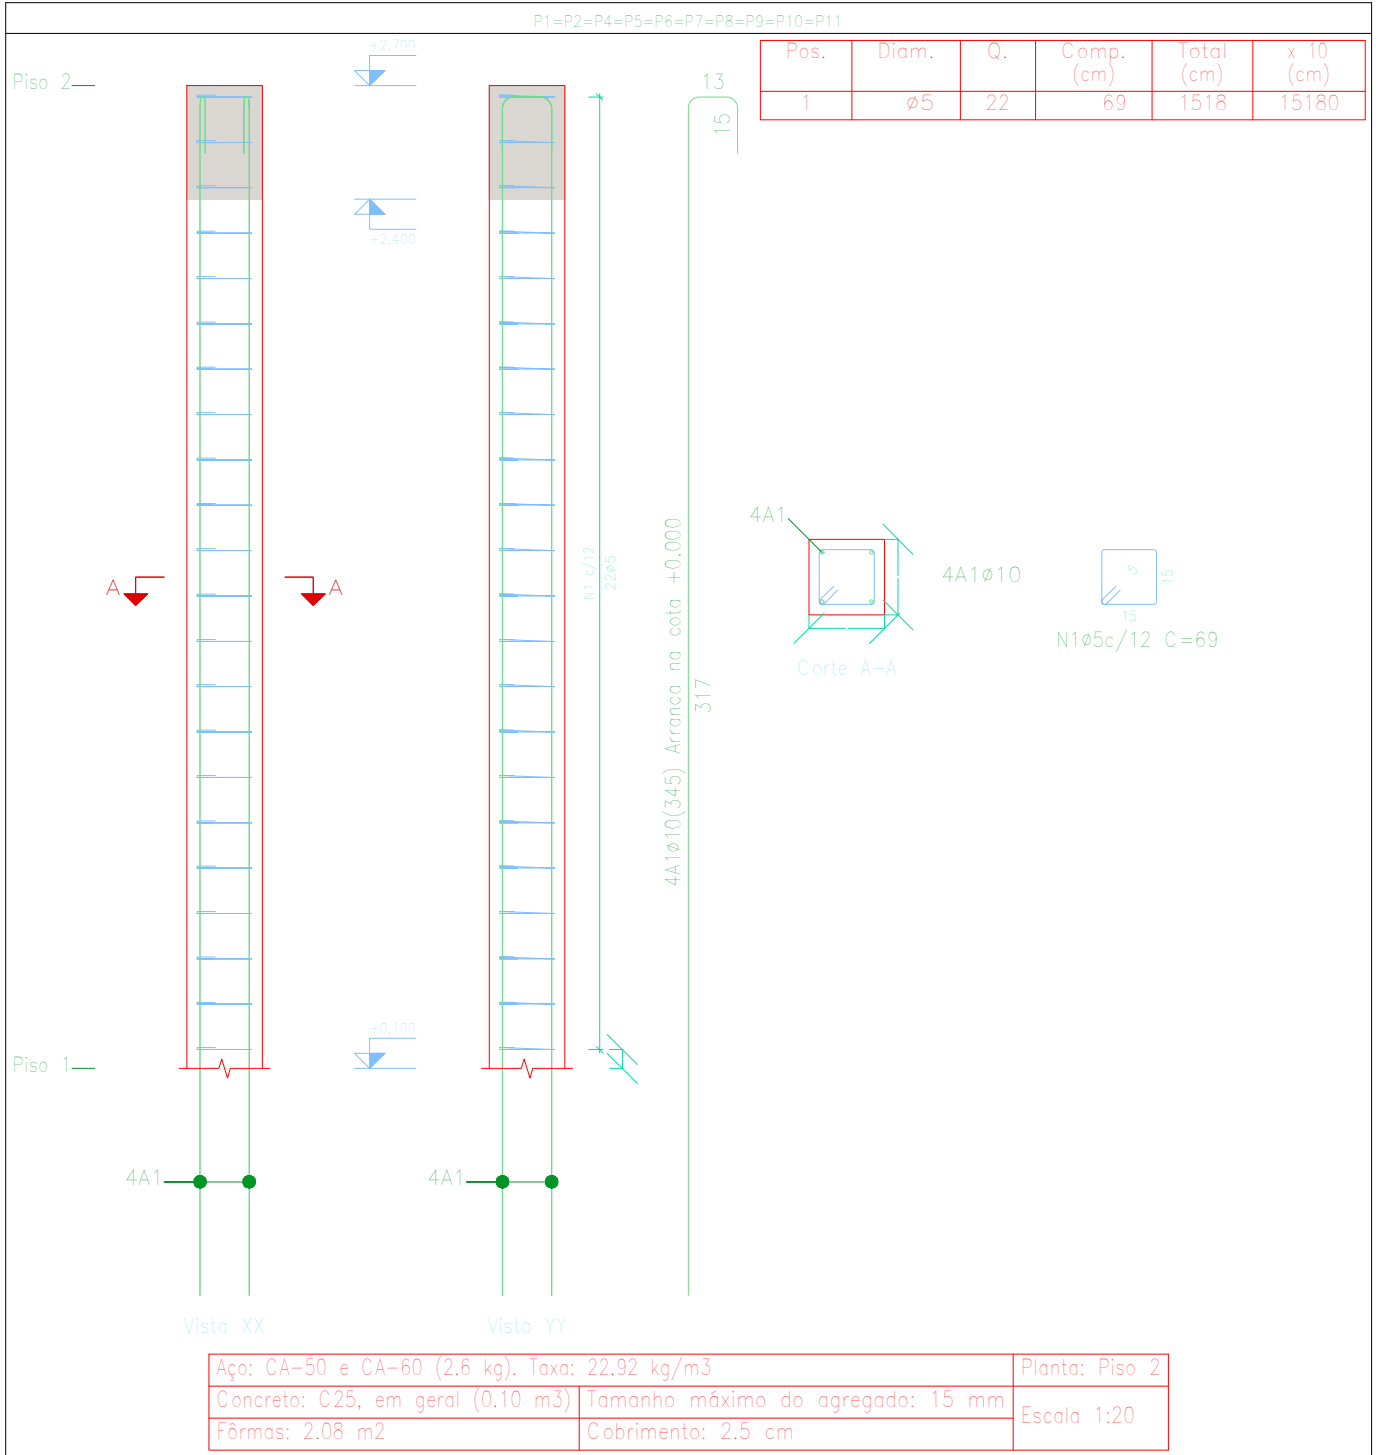 P1=P2=P4=P5=P6=P7=P8=P9=P10=P11
Pos. Diam. Q. Comp. (cm) Total (cm) x 10 (cm)
1 ø5 22 69 1518 15180
Piso 2
+2.700
+2.400
13
15
A A
N1 c/12
22ø5
4A1ø10(345) Arranca na cota +0.000
317
4A1
4A1ø10
Corte A-A
5
15
15
N1ø5c/12 C=69
Piso 1
+0.100
4A1
4A1
Vista XX
Vista YY
Aço: CA-50 e CA-60 (2.6 kg). Taxa: 22.92 kg/m3
Planta: Piso 2
Concreto: C25, em geral (0.10 m3)
Tamanho máximo do agregado: 15 mm
Escala 1:20
Fôrmas: 2.08 m2
Cobrimento: 2.5 cm